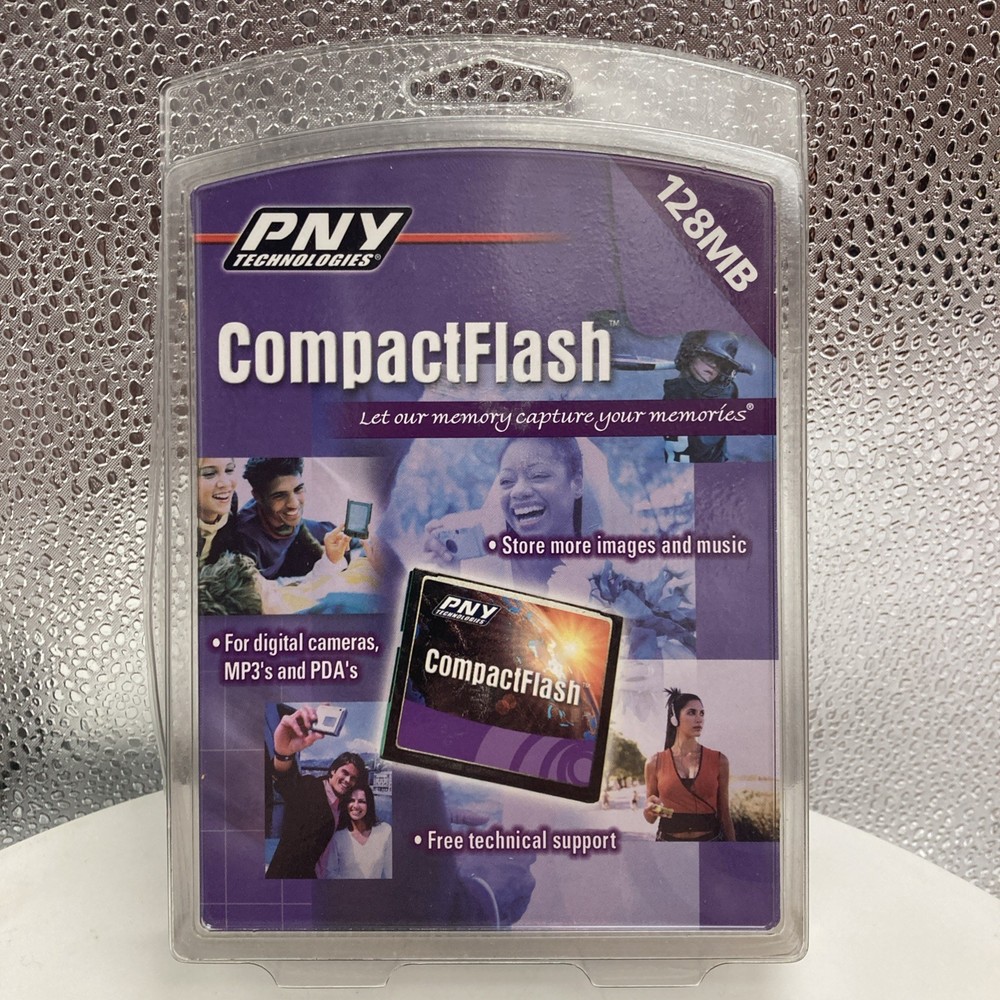 PNY
TECHNOLOGIES®
128MB
CompactFlash™
Let our memory capture your memories®
• Store more images and music
• For digital cameras,
MP3's and PDA's
PNY
TECHNOLOGIES
CompactFlash
• Free technical support